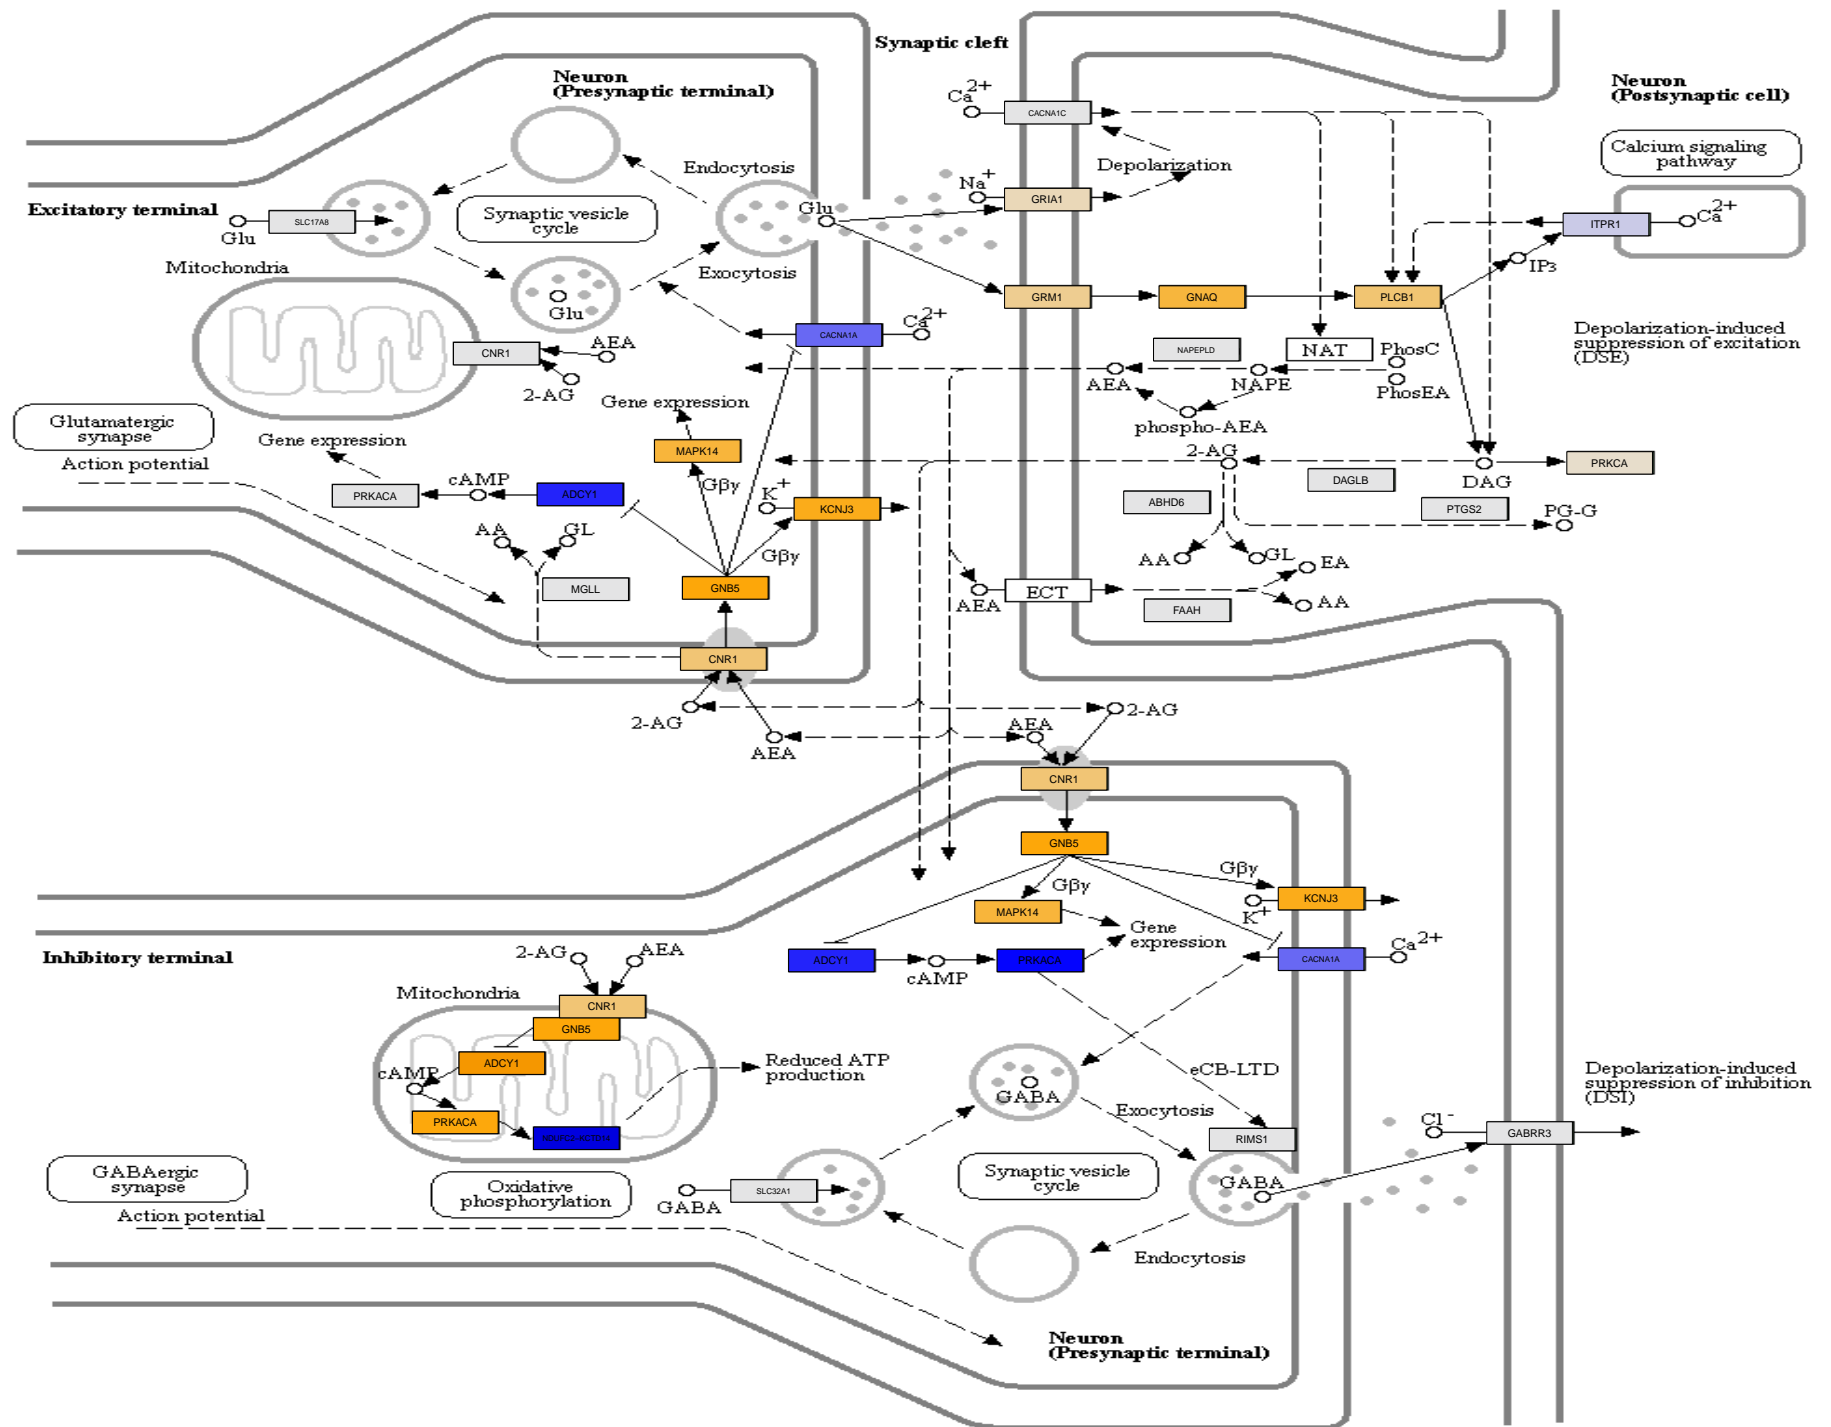 Synaptic cleft
Neuron
(Presynaptic terminal)
Neuron
(Postsynaptic cell)
Ca2+
CACNA1C
Calcium signaling
pathway
Endocytosis
Depolarization
Na+
GRIA1
Excitatory terminal
SLC17A8
Glu
Synaptic vesicle
cycle
Glu
ITPR1
Ca2+
Mitochondria
Exocytosis
IP3
Glu
GRM1
GNAQ
PLCB1
CACNA1A
Ca2+
Depolarization-induced
suppression of excitation
(DSE)
CNR1
AEA
2-AG
NAPEPLD
NAT
PhosC
PhosEA
AEA
NAPE
phospho-AEA
Gene expression
Glutamatergic
synapse
Gene expression
MAPK14
Action potential
2-AG
DAG
PRKCA
DAGLB
PRKACA
cAMP
ADCY1
Gβγ
K+
KCNJ3
ABHD6
PTGS2
PG-G
AA
GL
Gβγ
AA
GL
EA
MGLL
GNB5
AEA
ECT
FAAH
AA
CNR1
2-AG
AEA
AEA
2-AG
CNR1
GNB5
Gβγ
Gβγ
KCNJ3
K+
MAPK14
Gene
expression
Inhibitory terminal
2-AG
AEA
ADCY1
cAMP
PRKACA
CACNA1A
Ca2+
Mitochondria
CNR1
GNB5
ADCY1
cAMP
Reduced ATP
production
PRKACA
eCB-LTD
GABA
Exocytosis
Depolarization-induced
suppression of inhibition
(DSI)
Cl-
GABRR3
RIMS1
GABAergic
synapse
Oxidative
phosphorylation
GABA
SLC32A1
Synaptic vesicle
cycle
GABA
Action potential
Endocytosis
Neuron
(Presynaptic terminal)